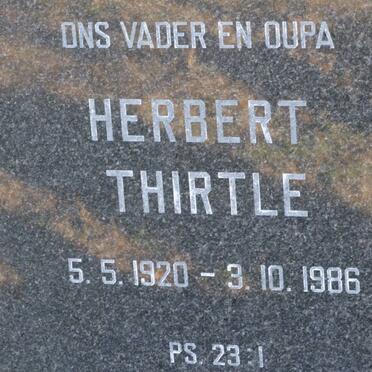 ONS VADER EN OUPA
HERBERT
THIRTLE
5. 5. 1920 - 3. 10. 1986
PS. 23:1